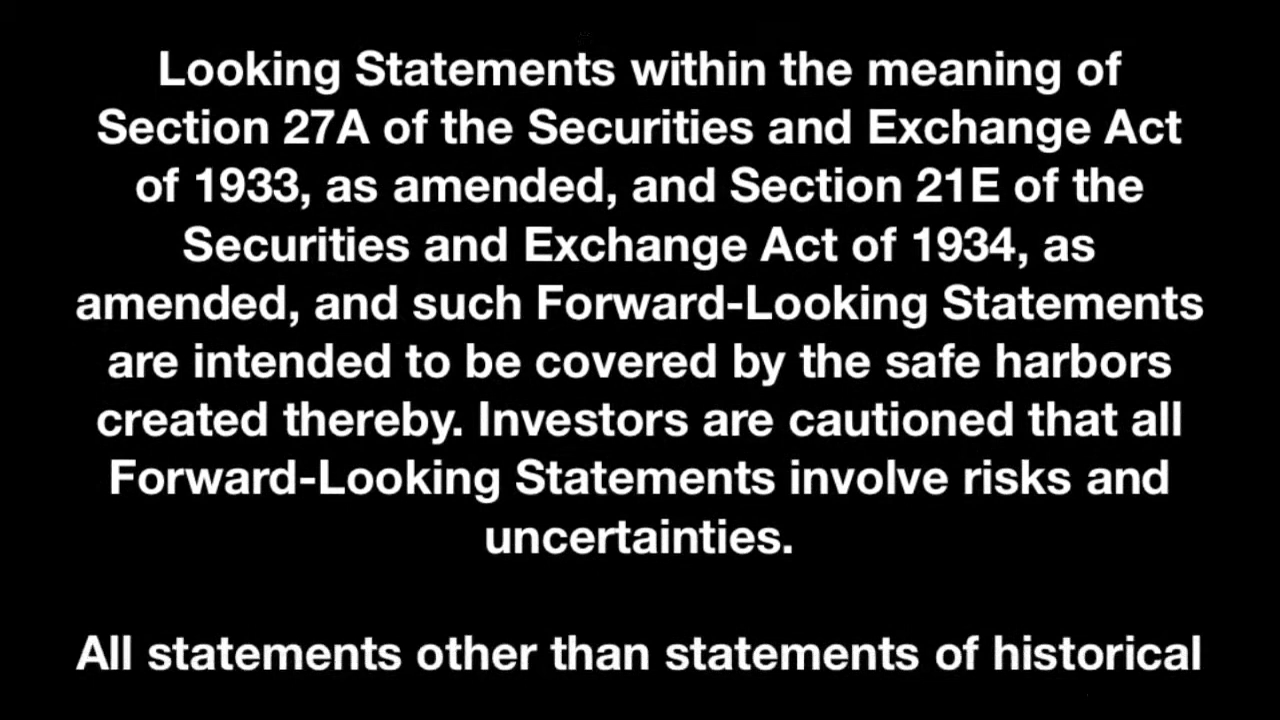 Looking Statements within the meaning of
Section 27A of the Securities and Exchange Act
of 1933, as amended, and Section 21E of the
Securities and Exchange Act of 1934, as
amended, and such Forward-Looking Statements
are intended to be covered by the safe harbors
created thereby. Investors are cautioned that all
Forward-Looking Statements involve risks and
uncertainties.
All statements other than statements of historical